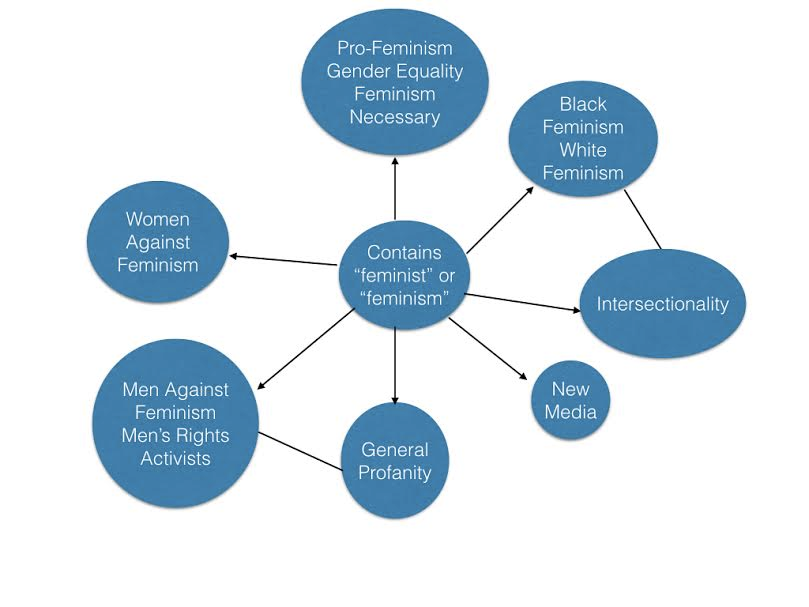 Pro-Feminism
Gender Equality
Feminism
Necessary
Black
Feminism
White
Feminism
Women
Against
Feminism
Contains
“feminist” or
“feminism”
Intersectionality
Men Against
Feminism
Men’s Rights
Activists
General
Profanity
New
Media